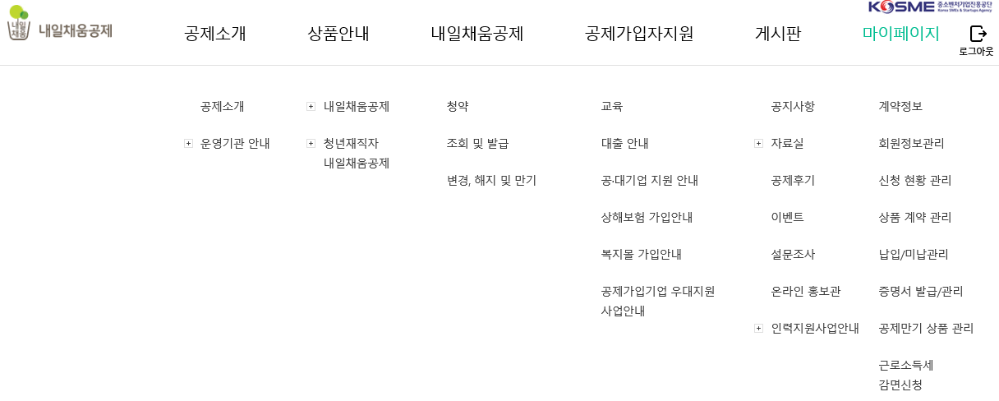 KOSME 중소벤처기업진흥공단
Korea SMEs & Startups Agency
내일
채움
내일채움공제
공제소개 상품안내 내일채움공제 공제가입자지원 게시판 마이페이지
로그아웃
공제소개
운영기관 안내
내일채움공제
청년재직자
내일채움공제
청약
조회 및 발급
변경, 해지 및 만기
교육
대출 안내
공·대기업 지원 안내
상해보험 가입안내
복지몰 가입안내
공제가입기업 우대지원
사업안내
공지사항
자료실
공제후기
이벤트
설문조사
온라인 홍보관
인력지원사업안내
계약정보
회원정보관리
신청 현황 관리
상품 계약 관리
납입/미납관리
증명서 발급/관리
공제만기 상품 관리
근로소득세
감면신청